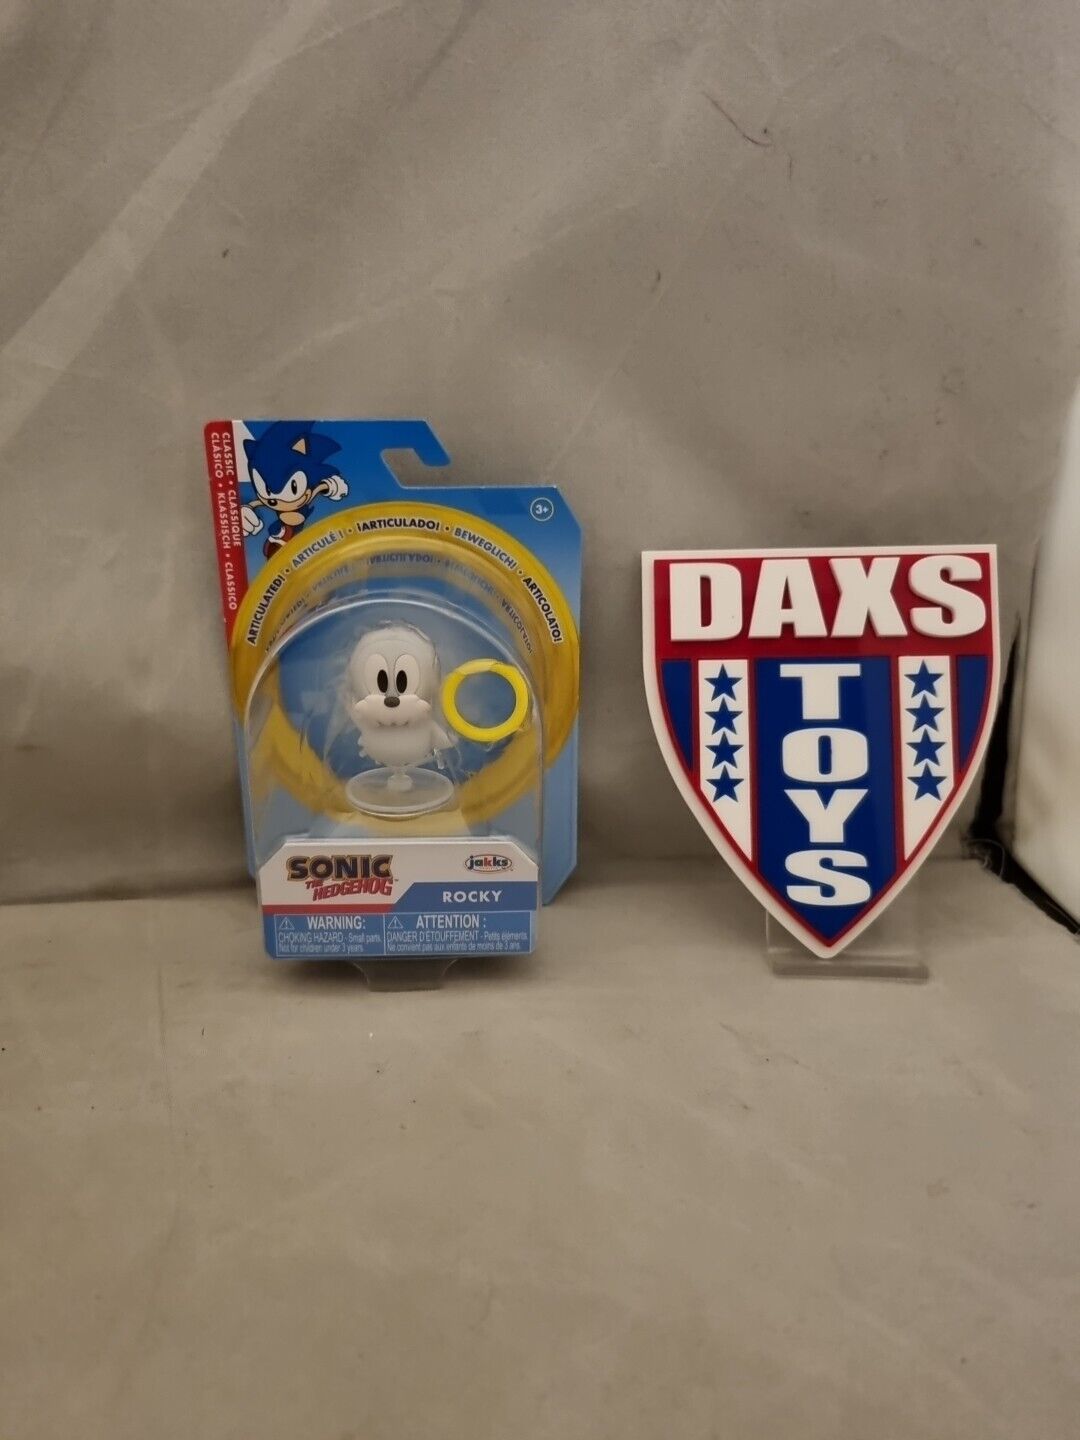 CLASSIC • CLASSIQUE
CLÁSICO • KLASSISCH • CLASSICO
ARTICULATED! • ARTICULÉ! • ¡ARTICULADO! • BEWEGLICH! • ARTICOLATO!
3+
SONIC
THE HEDGEHOG™
jakks
ROCKY
WARNING:
CHOKING HAZARD - Small parts.
Not for children under 3 years.
ATTENTION :
DANGER D'ÉTOUFFEMENT - Petits éléments.
Ne convient pas aux enfants de moins de 3 ans.
DAXS
TOYS